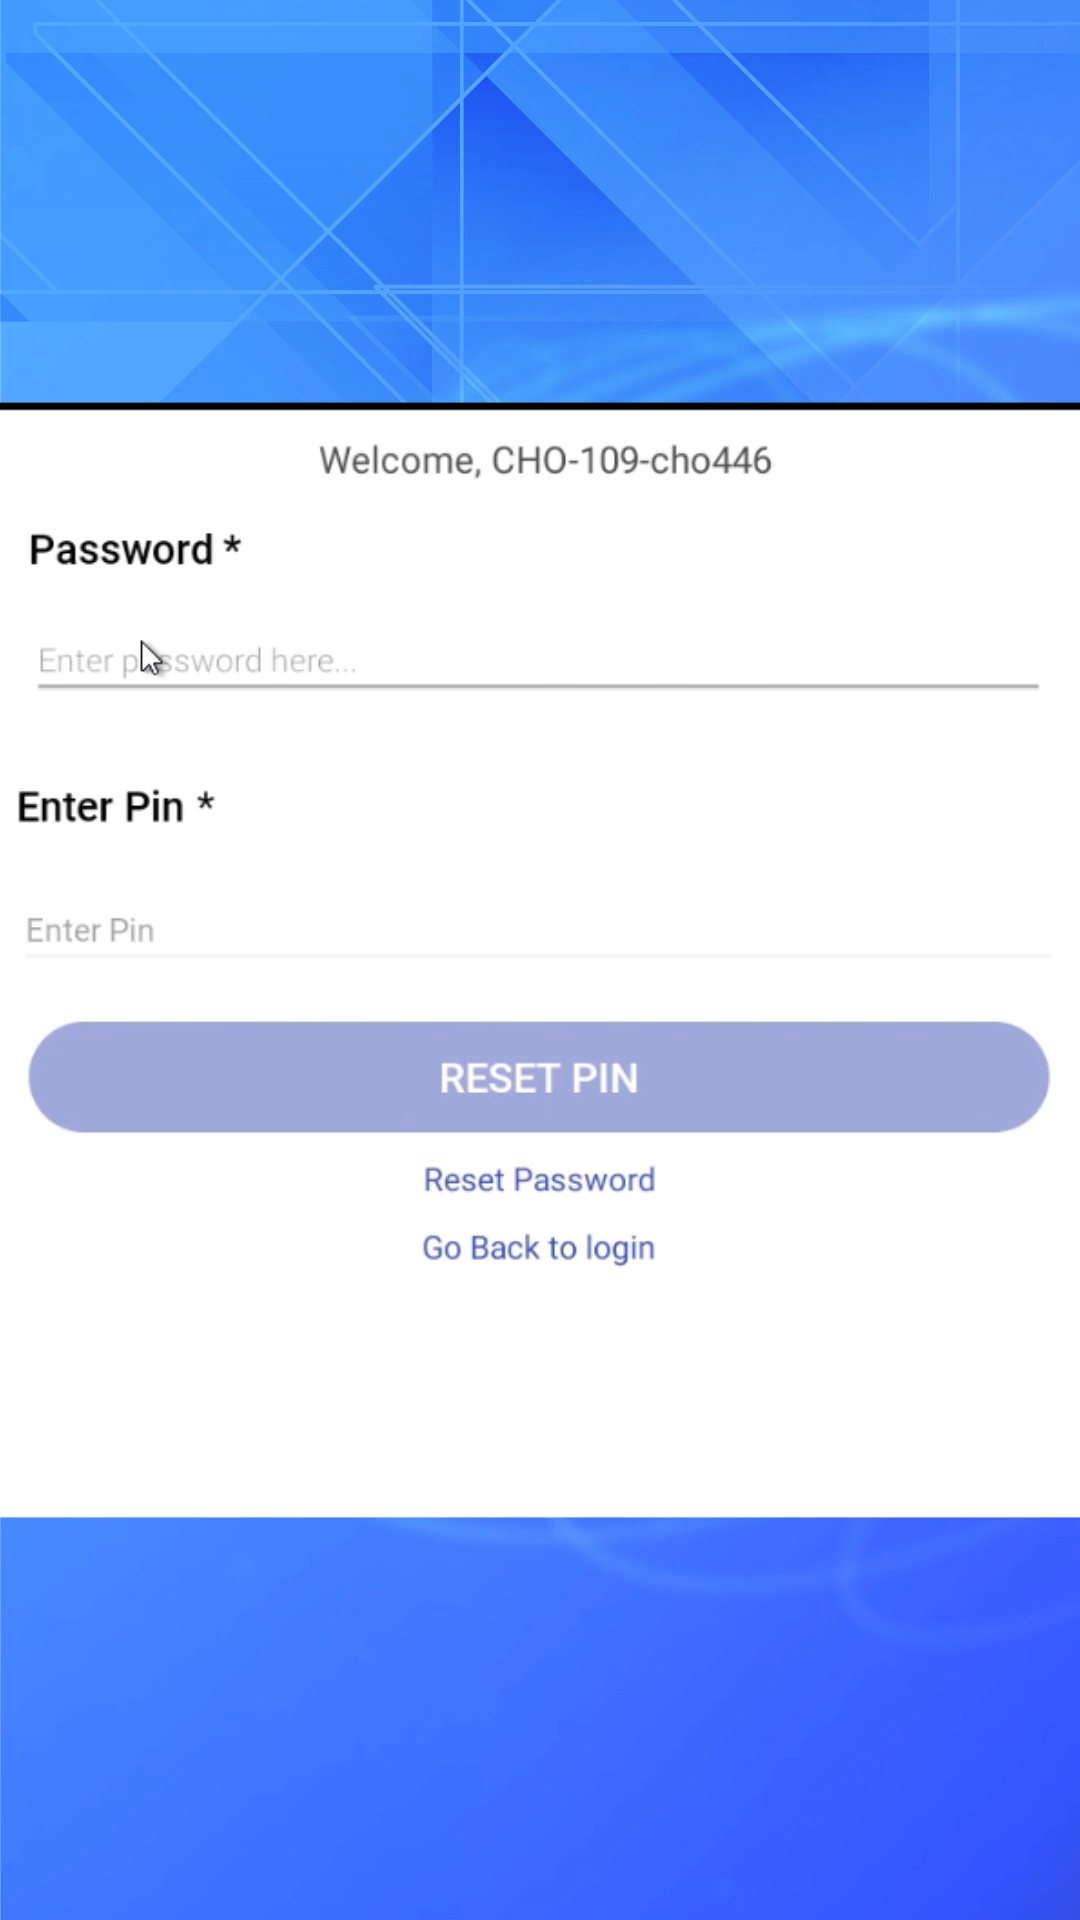 Welcome, CHO-109-cho446
Password *
Enter password here...
Enter Pin *
Enter Pin
RESET PIN
Reset Password
Go Back to login